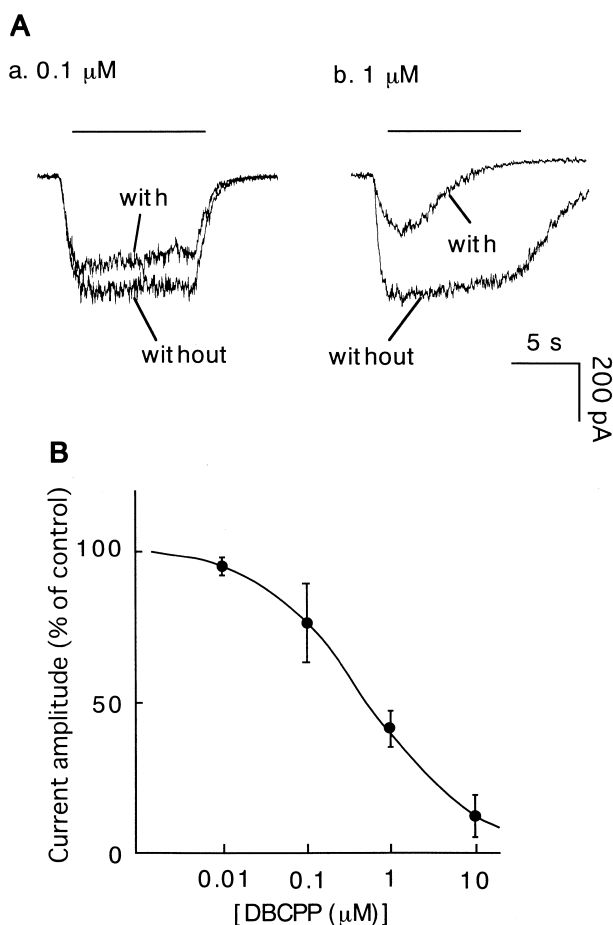 A
a. 0.1 μM
b. 1 μM
with
with
without
without
5 s
200 pA
B
Current amplitude (% of control)
100
50
0
0.01
0.1
1
10
[DBCPP (μM)]